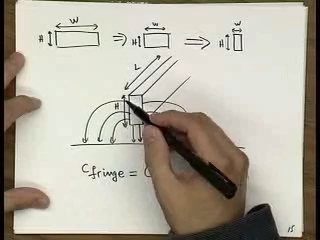 W W W
H ⇒ H ⇒ H
L
H
Cfringe = C
15